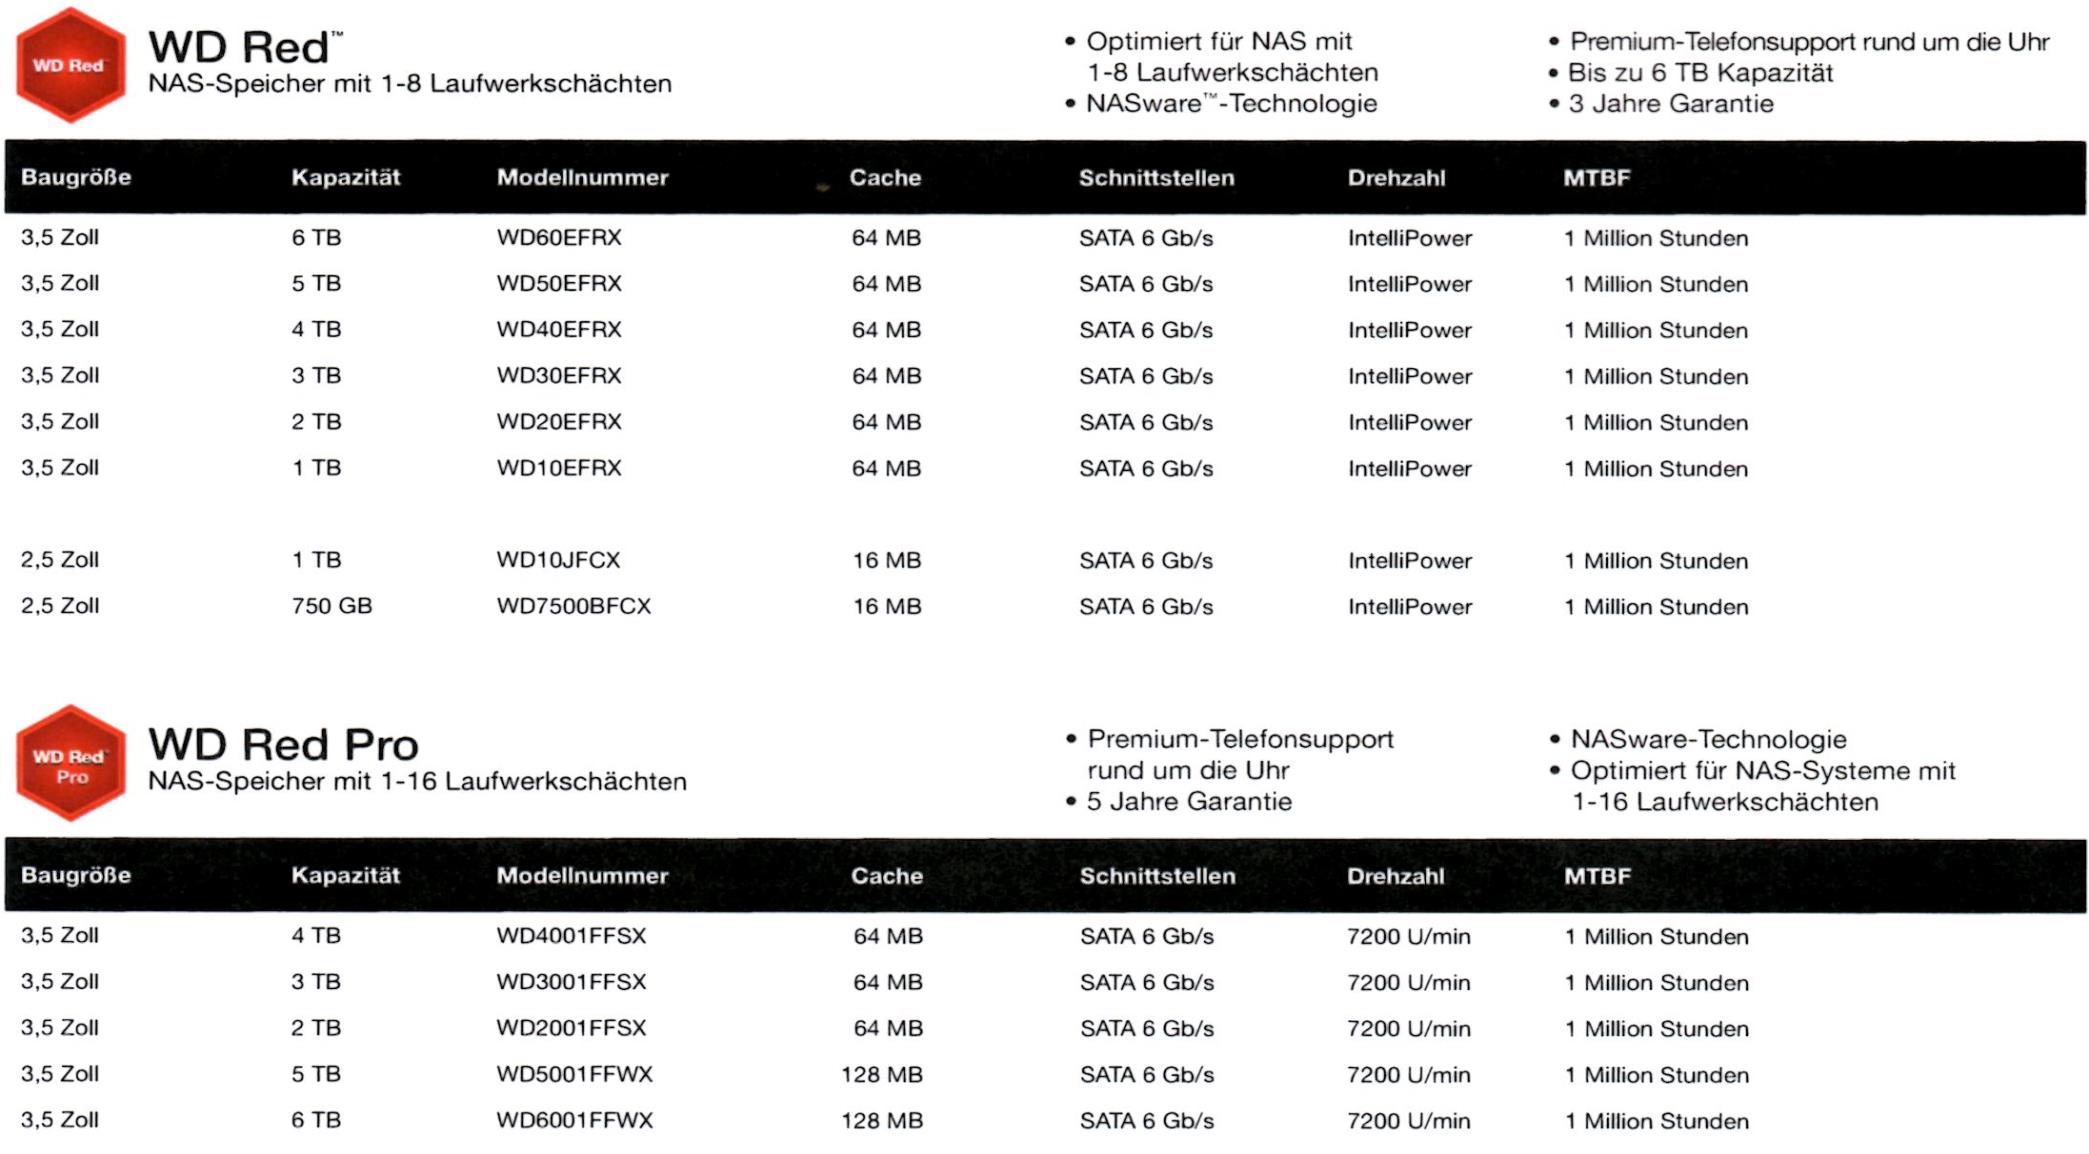 WD Red
WD Red™
NAS-Speicher mit 1-8 Laufwerkschächten
• Optimiert für NAS mit
1-8 Laufwerkschächten
• NASware™-Technologie
• Premium-Telefonsupport rund um die Uhr
• Bis zu 6 TB Kapazität
• 3 Jahre Garantie
Baugröße Kapazität Modellnummer Cache Schnittstellen Drehzahl MTBF
3,5 Zoll 6 TB WD60EFRX 64 MB SATA 6 Gb/s IntelliPower 1 Million Stunden
3,5 Zoll 5 TB WD50EFRX 64 MB SATA 6 Gb/s IntelliPower 1 Million Stunden
3,5 Zoll 4 TB WD40EFRX 64 MB SATA 6 Gb/s IntelliPower 1 Million Stunden
3,5 Zoll 3 TB WD30EFRX 64 MB SATA 6 Gb/s IntelliPower 1 Million Stunden
3,5 Zoll 2 TB WD20EFRX 64 MB SATA 6 Gb/s IntelliPower 1 Million Stunden
3,5 Zoll 1 TB WD10EFRX 64 MB SATA 6 Gb/s IntelliPower 1 Million Stunden
2,5 Zoll 1 TB WD10JFCX 16 MB SATA 6 Gb/s IntelliPower 1 Million Stunden
2,5 Zoll 750 GB WD7500BFCX 16 MB SATA 6 Gb/s IntelliPower 1 Million Stunden
WD Red™
Pro
WD Red Pro
NAS-Speicher mit 1-16 Laufwerkschächten
• Premium-Telefonsupport
rund um die Uhr
• 5 Jahre Garantie
• NASware-Technologie
• Optimiert für NAS-Systeme mit
1-16 Laufwerkschächten
Baugröße Kapazität Modellnummer Cache Schnittstellen Drehzahl MTBF
3,5 Zoll 4 TB WD4001FFSX 64 MB SATA 6 Gb/s 7200 U/min 1 Million Stunden
3,5 Zoll 3 TB WD3001FFSX 64 MB SATA 6 Gb/s 7200 U/min 1 Million Stunden
3,5 Zoll 2 TB WD2001FFSX 64 MB SATA 6 Gb/s 7200 U/min 1 Million Stunden
3,5 Zoll 5 TB WD5001FFWX 128 MB SATA 6 Gb/s 7200 U/min 1 Million Stunden
3,5 Zoll 6 TB WD6001FFWX 128 MB SATA 6 Gb/s 7200 U/min 1 Million Stunden